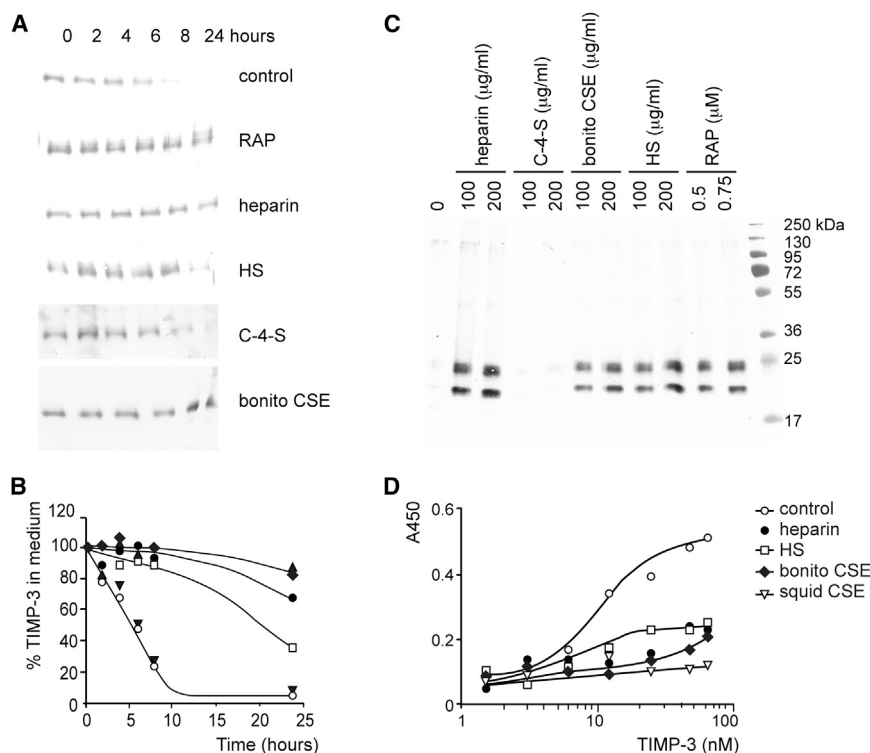 A
0 2 4 6 8 24 hours
control
RAP
heparin
HS
C-4-S
bonito CSE
C
heparin (μg/ml)
C-4-S (μg/ml)
bonito CSE (μg/ml)
HS (μg/ml)
RAP (μM)
0 100 200 100 200 100 200 100 200 0.5 0.75
250 kDa
130
95
72
55
36
25
17
B
% TIMP-3 in medium
120
100
80
60
40
20
0
0 5 10 15 20 25
Time (hours)
D
A450
0.6
0.4
0.2
0
1 10 100
TIMP-3 (nM)
control
heparin
HS
bonito CSE
squid CSE